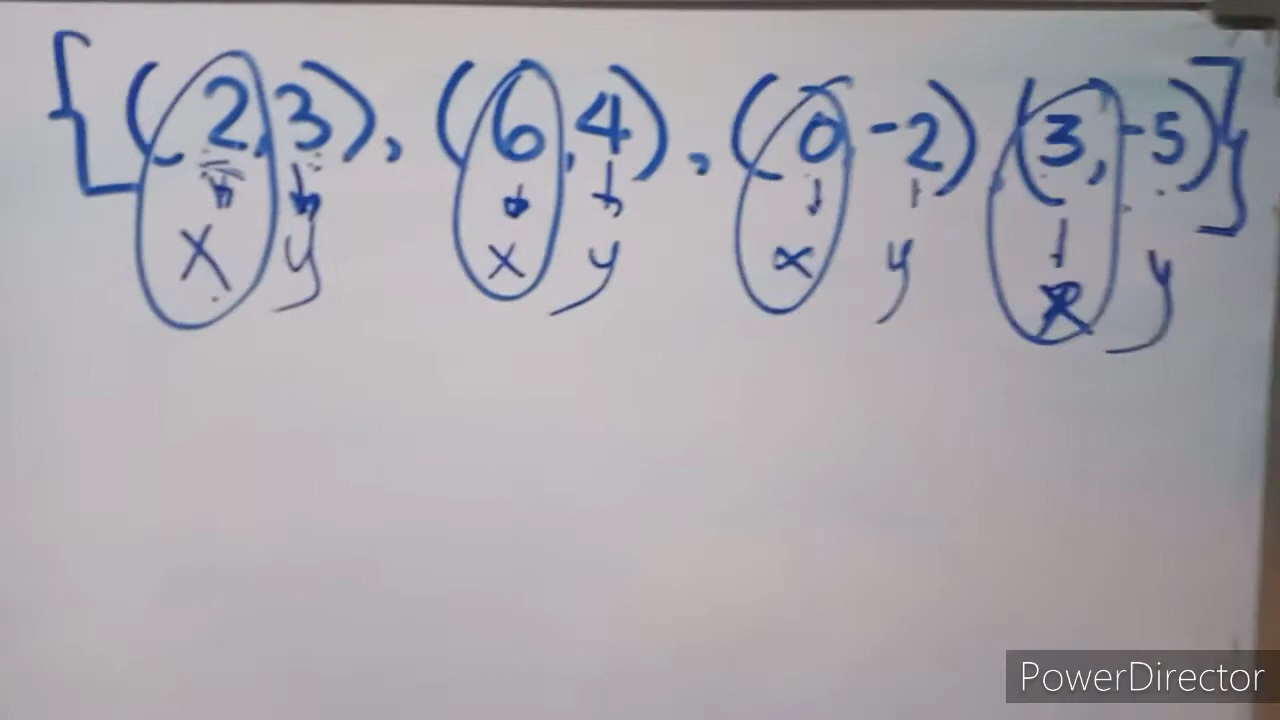 {(2,3), (6,4), (0,-2) (3,-5)}
x y x y x y x y
PowerDirector